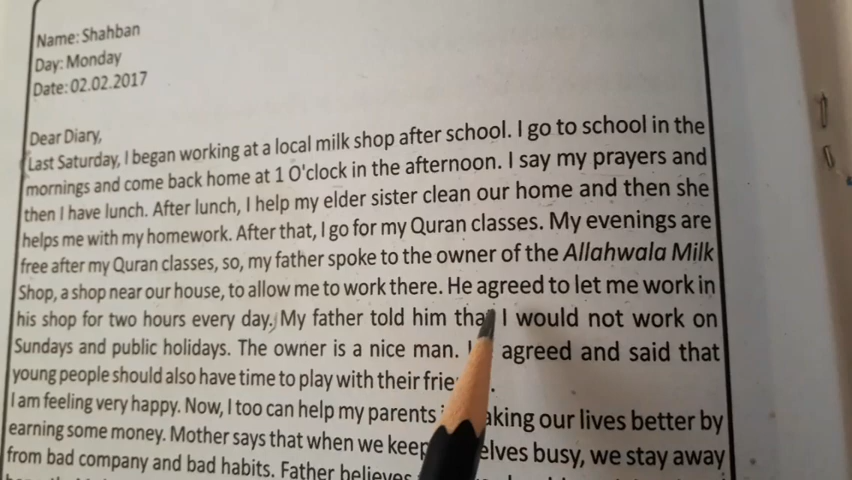 Name: Shahban
Day: Monday
Date: 02.02.2017
Dear Diary,
Last Saturday, I began working at a local milk shop after school. I go to school in the
mornings and come back home at 1 O'clock in the afternoon. I say my prayers and
then I have lunch. After lunch, I help my elder sister clean our home and then she
helps me with my homework. After that, I go for my Quran classes. My evenings are
free after my Quran classes, so, my father spoke to the owner of the Allahwala Milk
Shop, a shop near our house, to allow me to work there. He agreed to let me work in
his shop for two hours every day. My father told him that I would not work on
Sundays and public holidays. The owner is a nice man. agreed and said that
young people should also have time to play with their
I am feeling very happy. Now, I too can help my parents our lives better by
earning some money. Mother says that when we keep busy, we stay away
from bad company and bad habits. Father believes